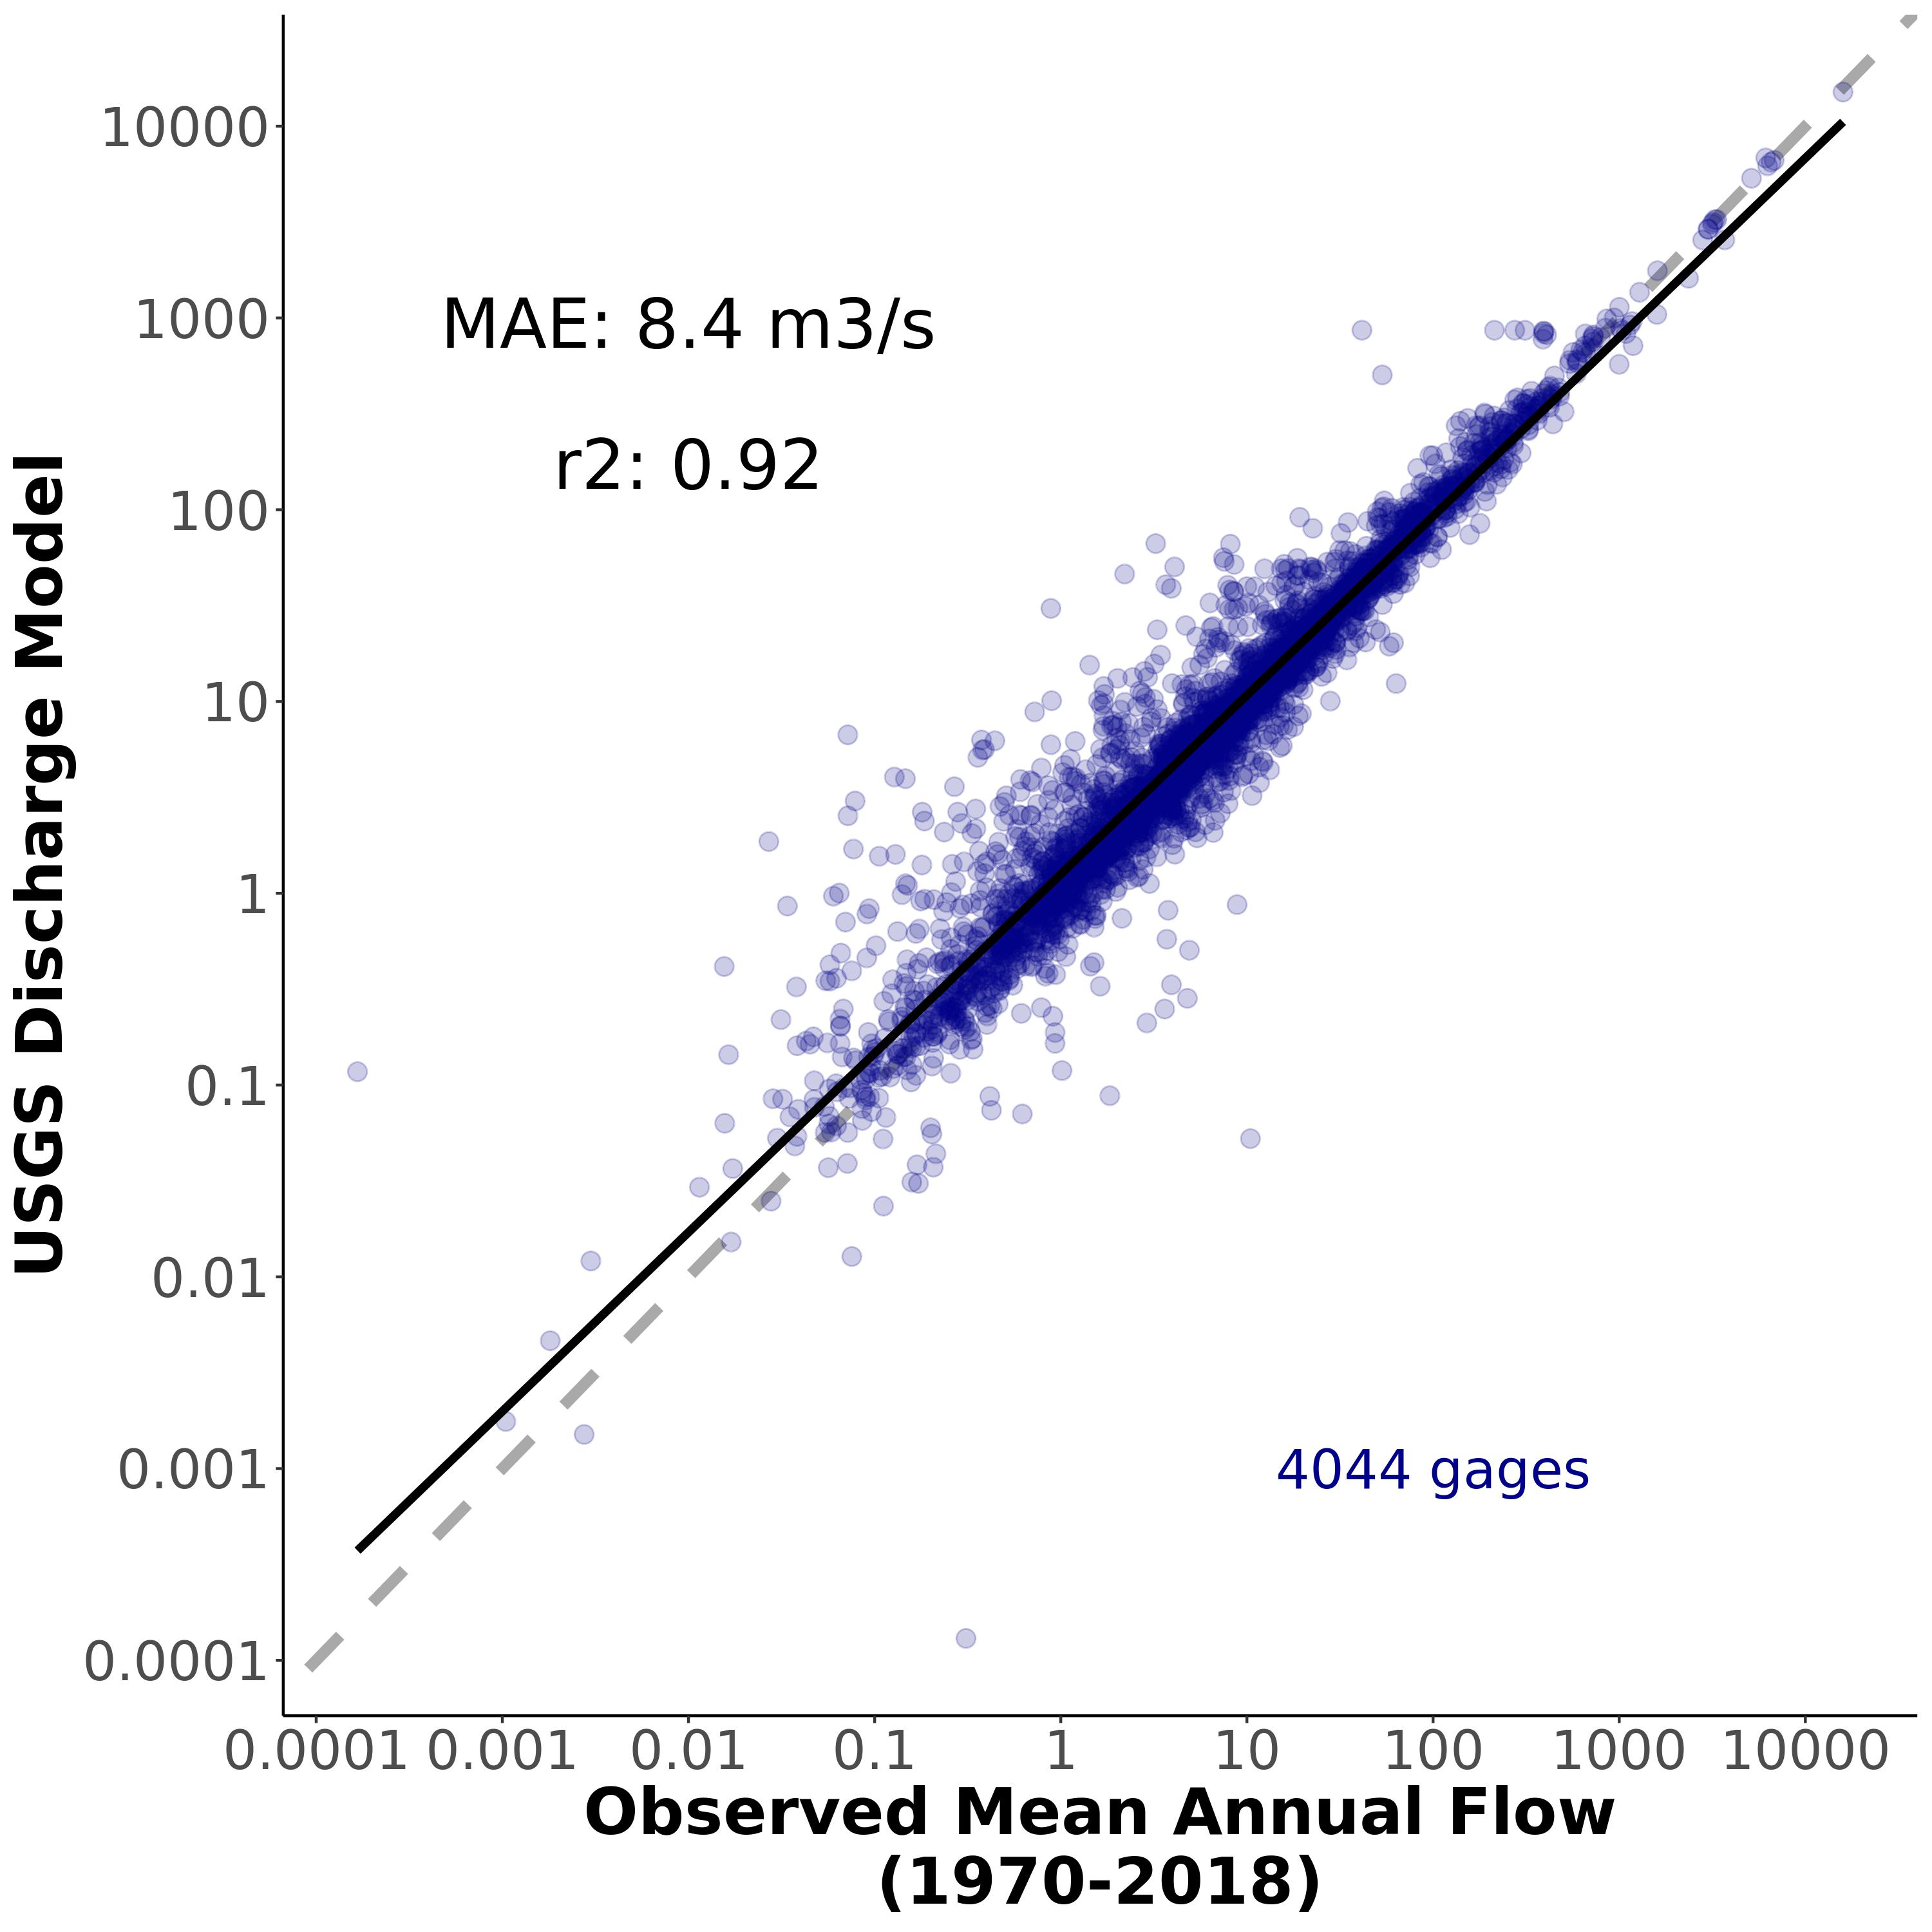 USGS Discharge Model
10000
1000
100
10
1
0.1
0.01
0.001
0.0001
MAE: 8.4 m3/s
r2: 0.92
4044 gages
0.0001 0.001 0.01 0.1 1 10 100 1000 10000
Observed Mean Annual Flow
(1970-2018)